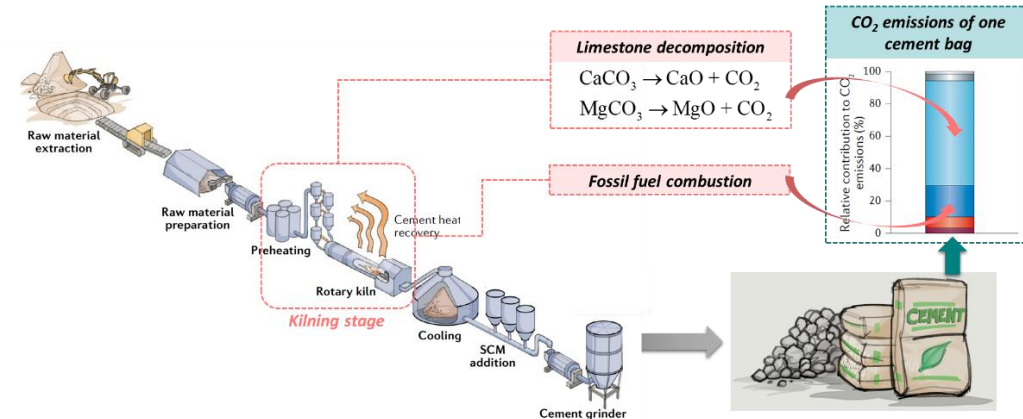 Raw material
extraction
Raw material
preparation
Preheating
Cement heat
recovery
Rotary kiln
Kilning stage
Cooling
SCM
addition
Cement grinder
Limestone decomposition
CaCO₃ → CaO + CO₂
MgCO₃ → MgO + CO₂
Fossil fuel combustion
CO₂ emissions of one
cement bag
Relative contribution to CO₂
emissions (%)
100
80
60
40
20
0
CEMENT